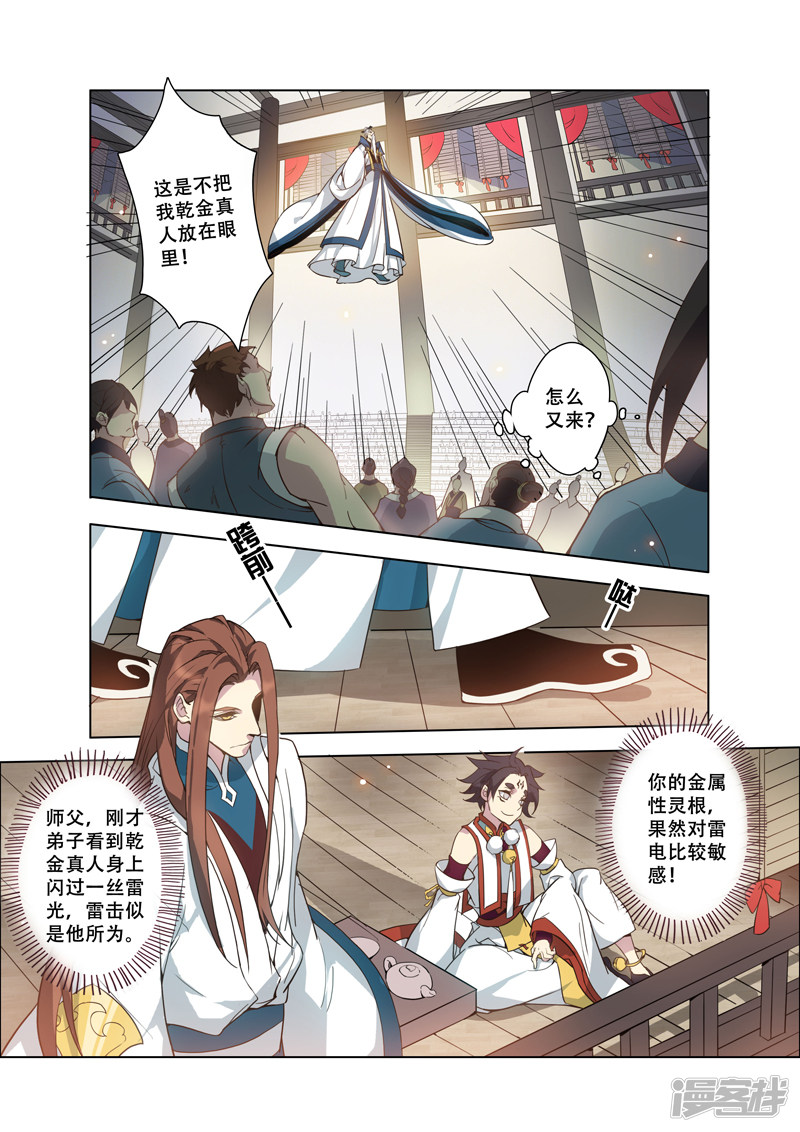 这是不把
我乾金真
人放在眼
里！
怎么
又来？
跨前——
哒——
师父，刚才
弟子看到乾
金真人身上
闪过一丝雷
光，雷击似
是他所为。
你的金属
性灵根，
果然对雷
电比较敏
感！
漫客栈